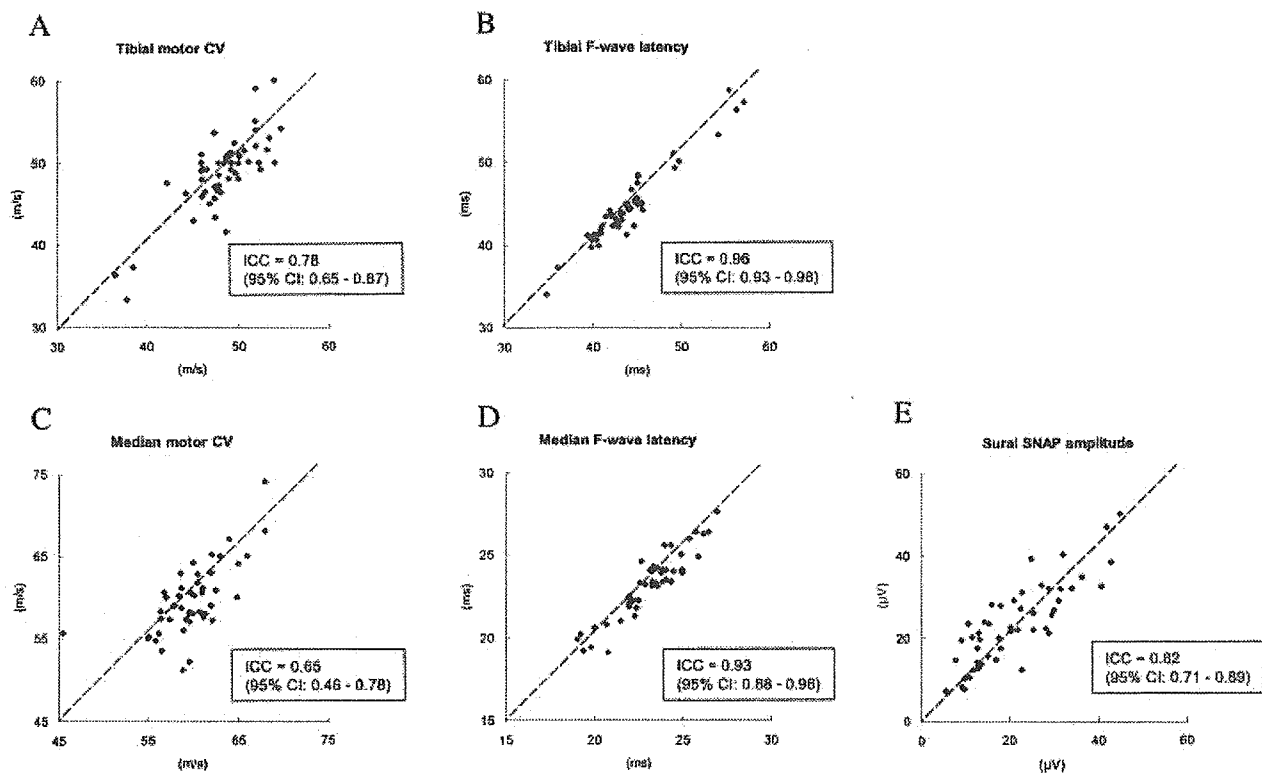 A
Tibial motor CV
60
50
40
30
(m/s)
30 40 50 60
(m/s)
ICC = 0.78
(95% CI: 0.65 - 0.87)
B
Tibial F-wave latency
60
50
40
30
(ms)
30 40 50 60
(ms)
ICC = 0.96
(95% CI: 0.93 - 0.98)
C
Median motor CV
75
65
55
45
(m/s)
45 55 65 75
(m/s)
ICC = 0.65
(95% CI: 0.46 - 0.78)
D
Median F-wave latency
30
25
20
15
(ms)
15 20 25 30
(ms)
ICC = 0.93
(95% CI: 0.88 - 0.96)
E
Sural SNAP amplitude
60
40
20
0
(µV)
0 20 40 60
(µV)
ICC = 0.82
(95% CI: 0.71 - 0.89)